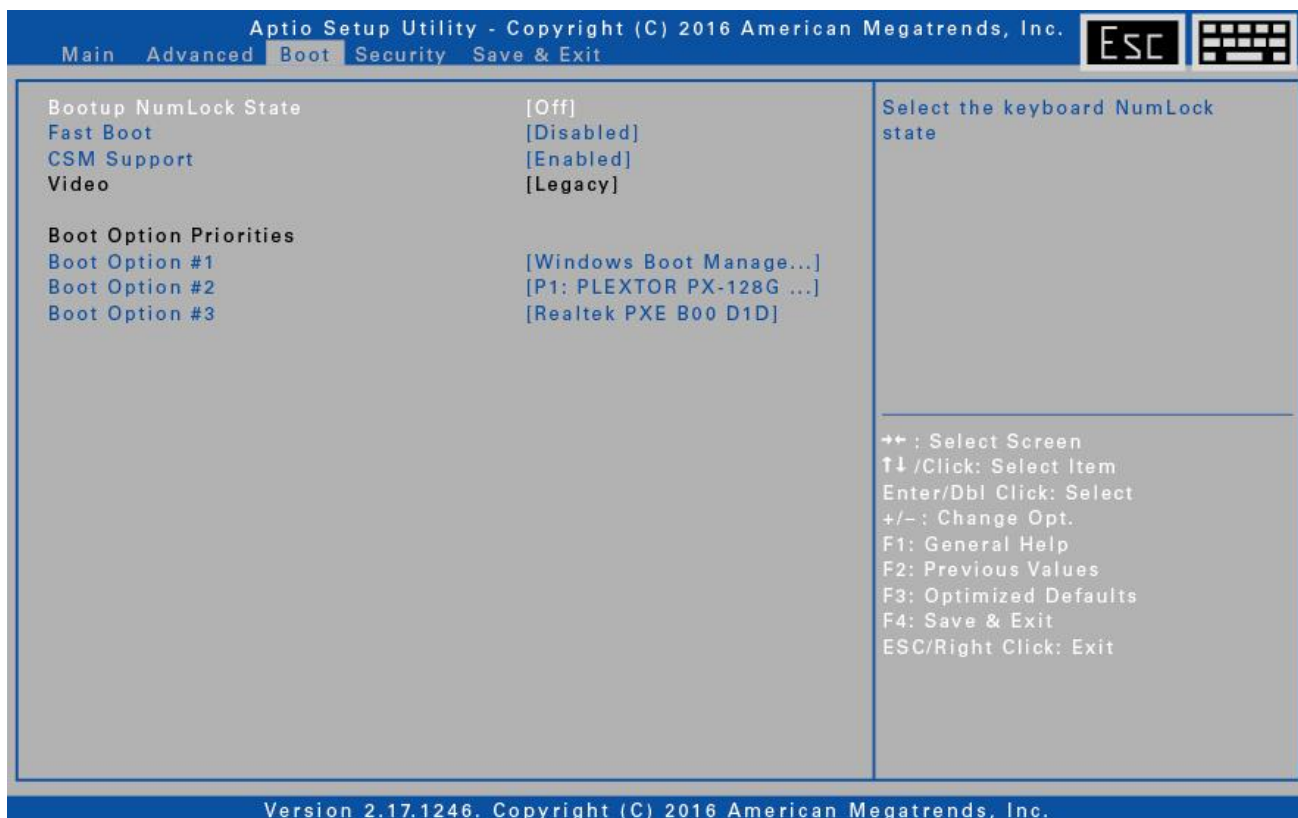 Aptio Setup Utility - Copyright (C) 2016 American Megatrends, Inc.
Esc
Main Advanced Boot Security Save & Exit
Bootup NumLock State [Off]
Fast Boot [Disabled]
CSM Support [Enabled]
Video [Legacy]
Boot Option Priorities
Boot Option #1 [Windows Boot Manage...]
Boot Option #2 [P1: PLEXTOR PX-128G ...]
Boot Option #3 [Realtek PXE B00 D1D]
Select the keyboard NumLock
state
→← : Select Screen
↑↓ /Click: Select Item
Enter/Dbl Click: Select
+/– : Change Opt.
F1: General Help
F2: Previous Values
F3: Optimized Defaults
F4: Save & Exit
ESC/Right Click: Exit
Version 2.17.1246. Copyright (C) 2016 American Megatrends, Inc.